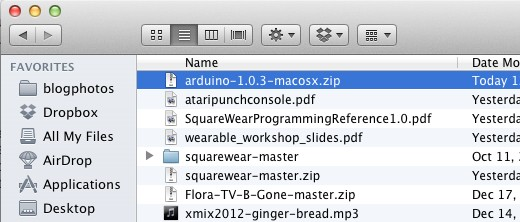 Name Date Mo
FAVORITES
arduino-1.0.3-macosx.zip Today 1
blogphotos
ataripunchconsole.pdf Yesterda
Dropbox
SquareWearProgrammingReference1.0.pdf Yesterda
All My Files
wearable_workshop_slides.pdf Yesterda
AirDrop
squarewear-master Oct 11, 2
Applications
squarewear-master.zip Yesterda
Flora-TV-B-Gone-master.zip Dec 17,
Desktop
xmix2012-ginger-bread.mp3 Dec 14,